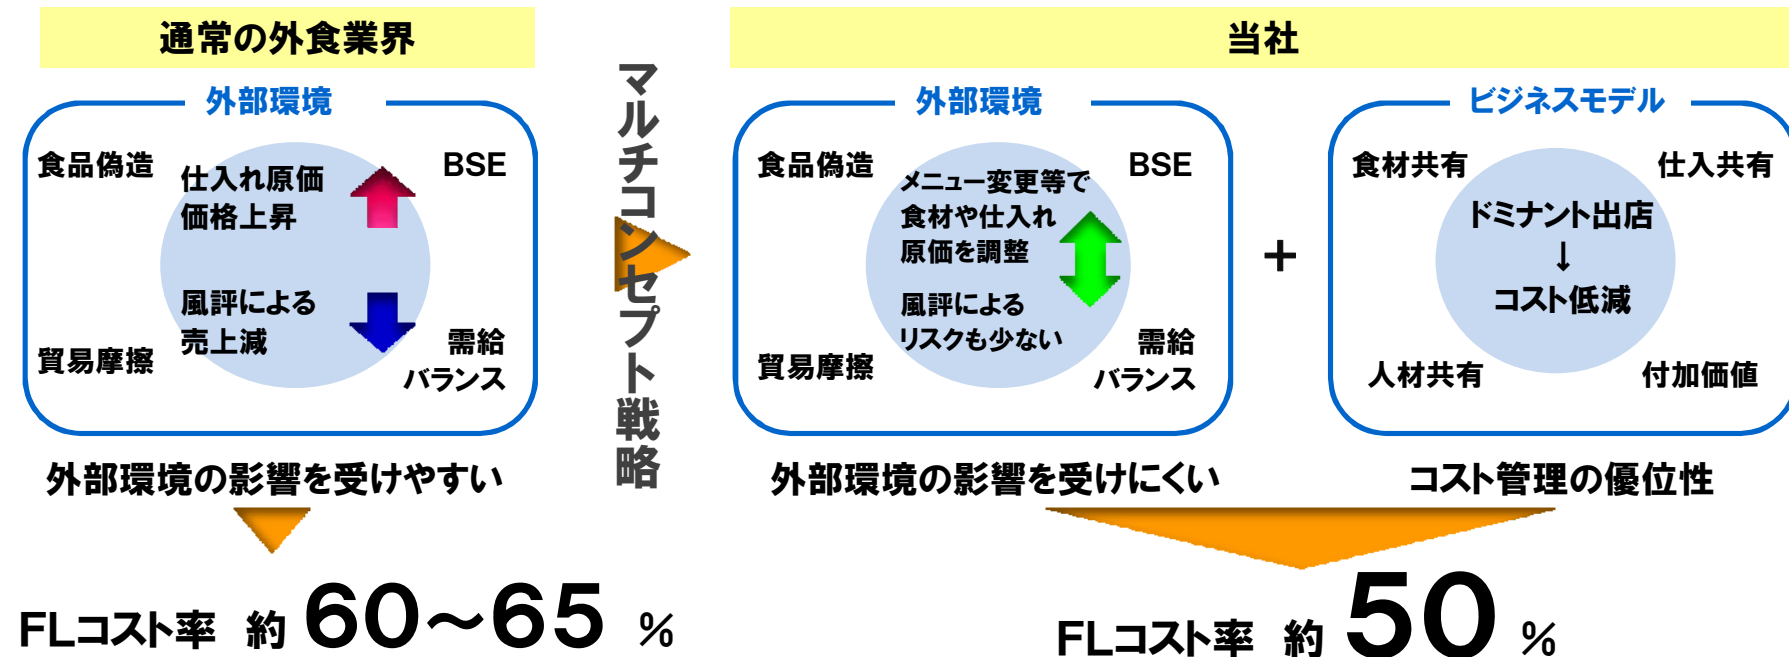 通常の外食業界
外部環境
食品偽造
BSE
仕入れ原価
価格上昇
風評による
売上減
貿易摩擦
需給
バランス
外部環境の影響を受けやすい
FLコスト率 約 60～65 %
マルチコンセプト戦略
当社
外部環境
食品偽造
BSE
メニュー変更等で
食材や仕入れ
原価を調整
風評による
リスクも少ない
貿易摩擦
需給
バランス
外部環境の影響を受けにくい
+
ビジネスモデル
食材共有
仕入共有
ドミナント出店
↓
コスト低減
人材共有
付加価値
コスト管理の優位性
FLコスト率 約 50 %